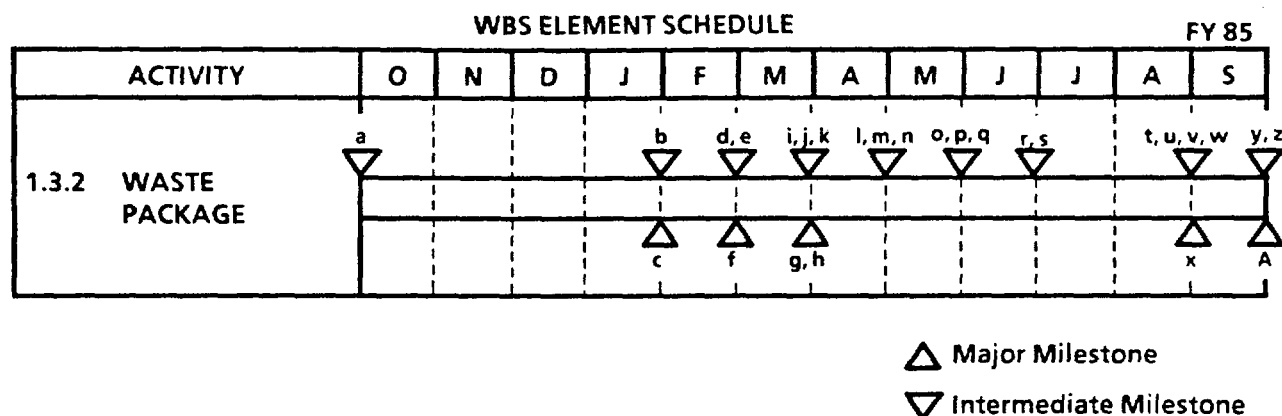 WBS ELEMENT SCHEDULE
FY 85
ACTIVITY O N D J F M A M J J A S
a b d, e i, j, k l, m, n o, p, q r, s t, u, v, w y, z
1.3.2 WASTE
PACKAGE
c f g, h x A
Major Milestone
Intermediate Milestone